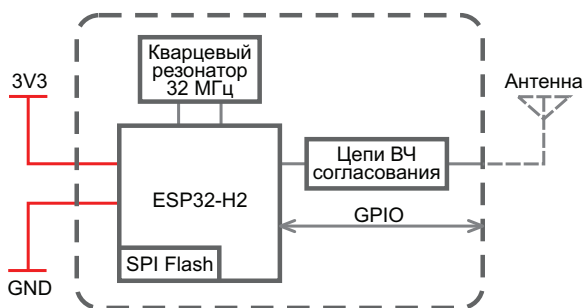 Кварцевый
резонатор
32 МГц
3V3
Антенна
Цепи ВЧ
согласования
ESP32-H2
GPIO
SPI Flash
GND